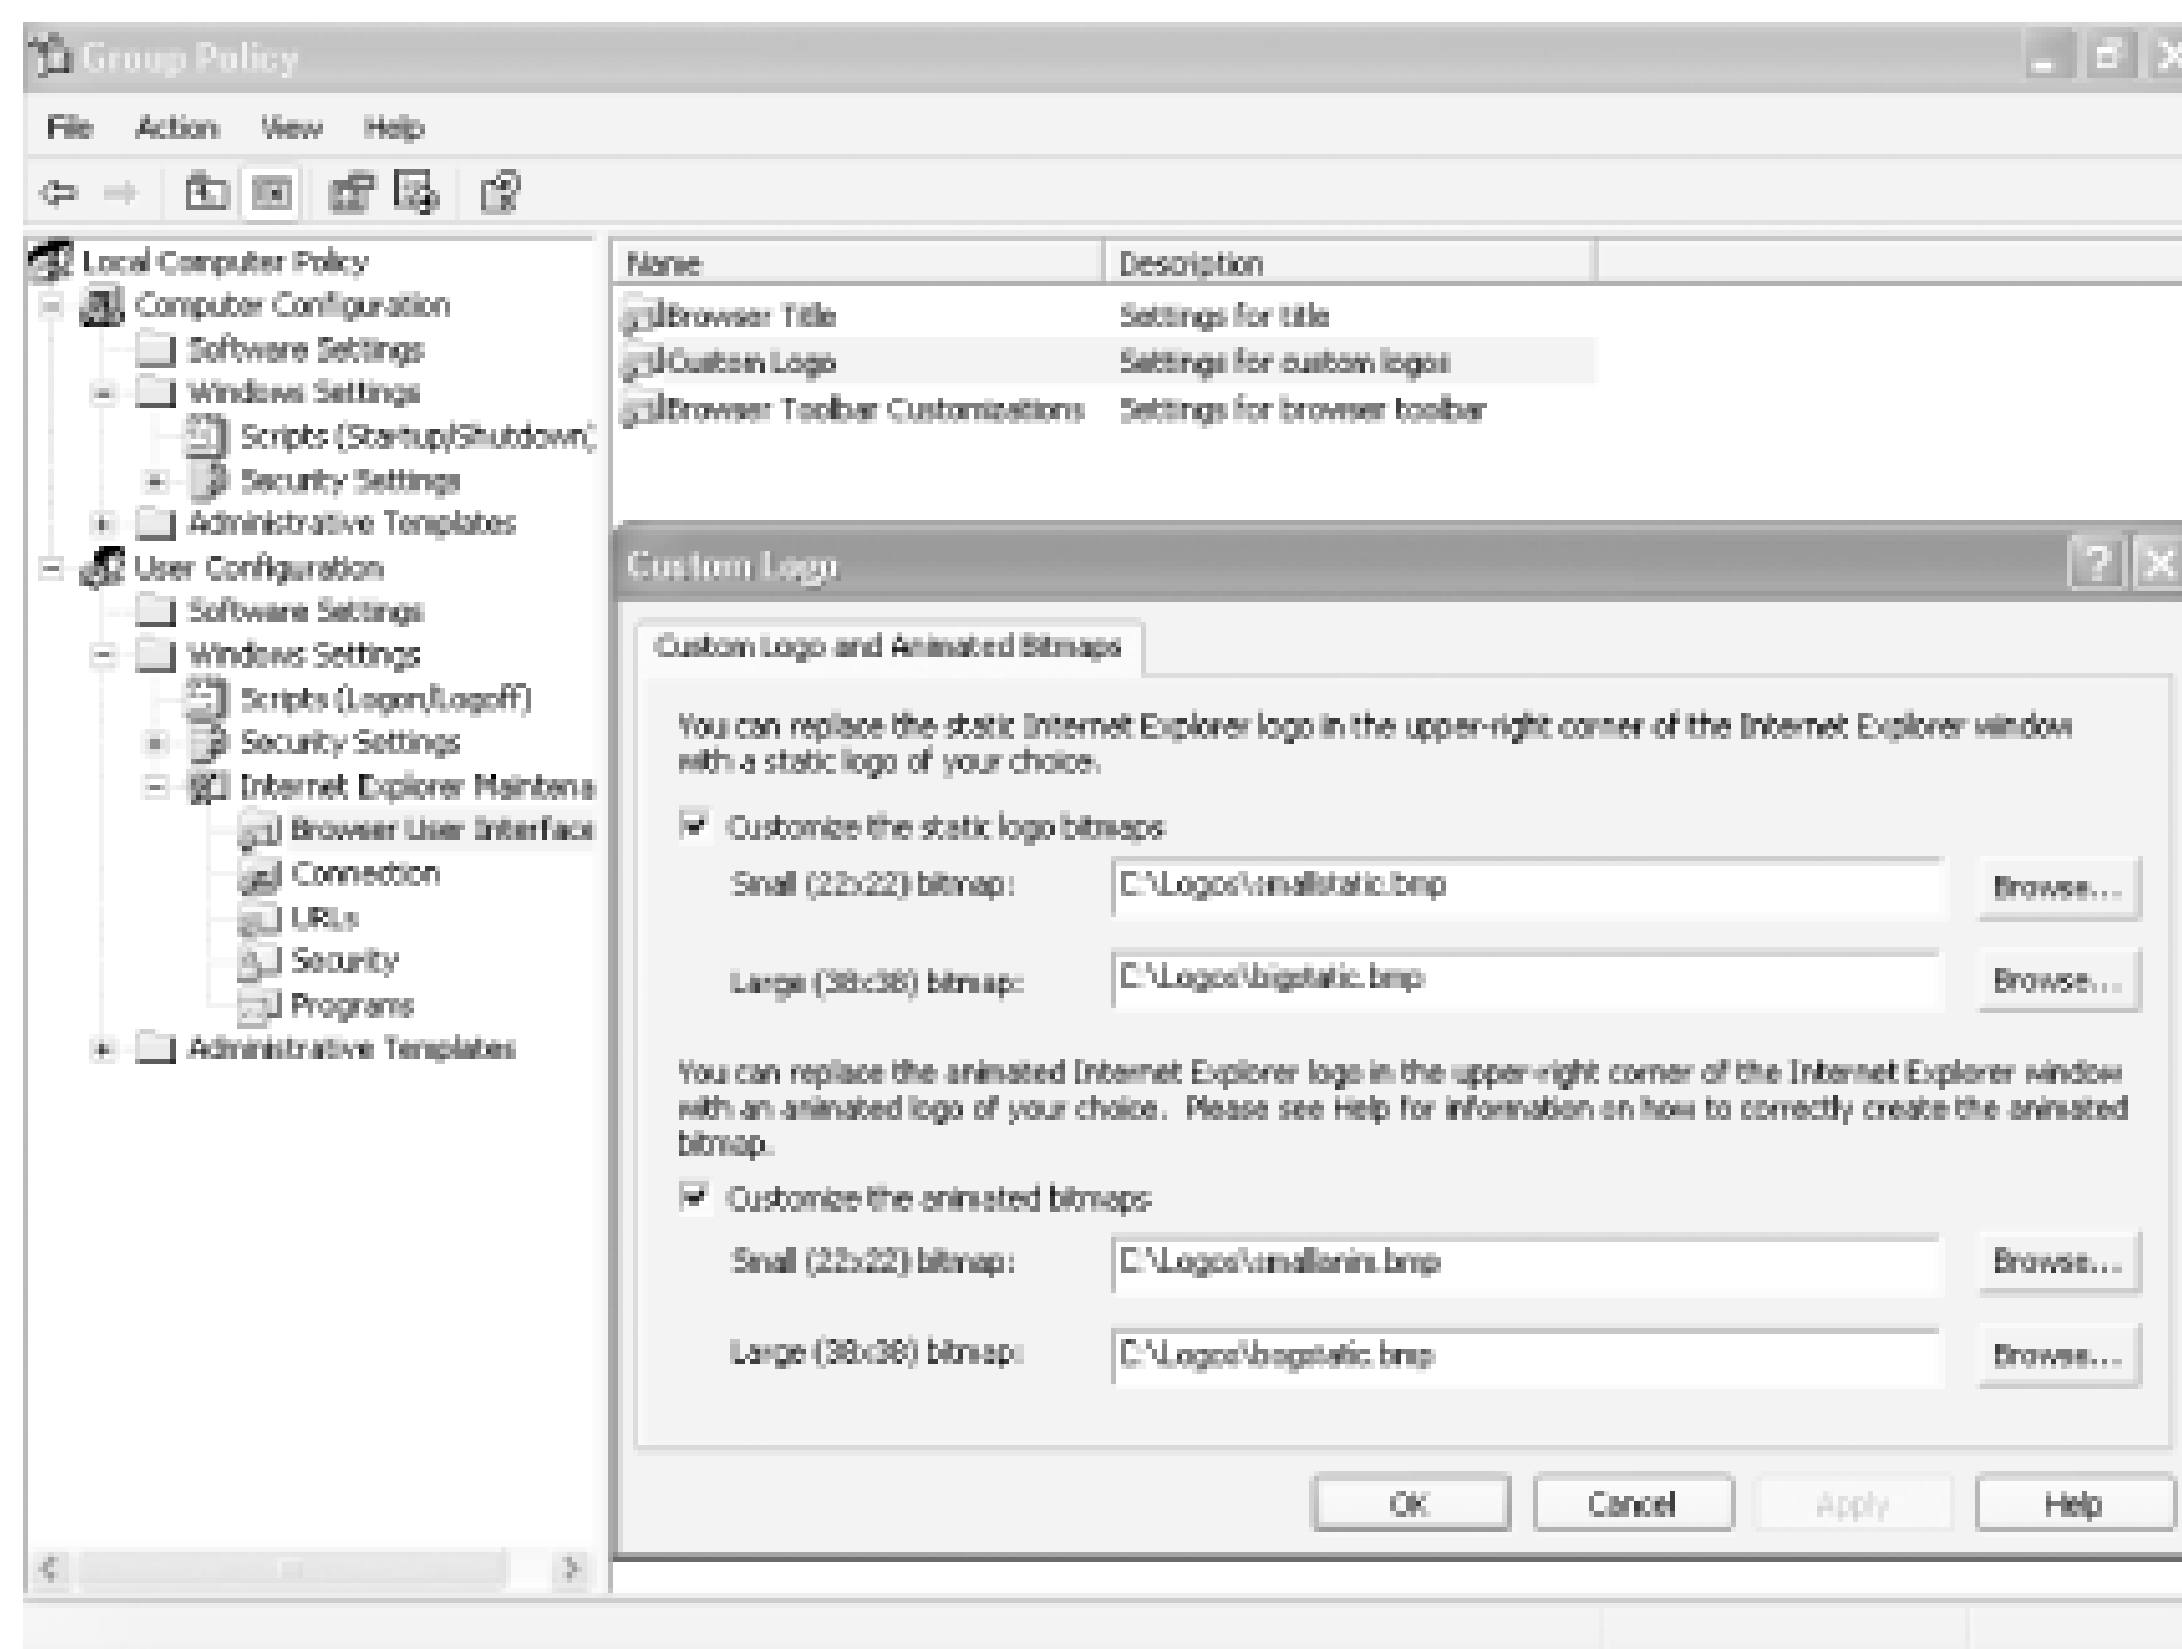 Group Policy
File Action View Help
Local Computer Policy
Computer Configuration
Software Settings
Windows Settings
Scripts (Startup/Shutdown)
Security Settings
Administrative Templates
User Configuration
Software Settings
Windows Settings
Scripts (Logon/Logoff)
Security Settings
Internet Explorer Maintena
Browser User Interface
Connection
URLs
Security
Programs
Administrative Templates
Name Description
Browser Title Settings for title
Custom Logo Settings for custom logos
Browser Toolbar Customizations Settings for browser toolbar
Custom Logo
Custom Logo and Animated Bitmaps
You can replace the static Internet Explorer logo in the upper-right corner of the Internet Explorer window
with a static logo of your choice.
Customize the static logo bitmaps
Small (22x22) bitmap: C:\Logos\smallstatic.bmp Browse...
Large (38x38) bitmap: C:\Logos\bigstatic.bmp Browse...
You can replace the animated Internet Explorer logo in the upper-right corner of the Internet Explorer window
with an animated logo of your choice. Please see Help for information on how to correctly create the animated
bitmap.
Customize the animated bitmaps
Small (22x22) bitmap: C:\Logos\smallanim.bmp Browse...
Large (38x38) bitmap: C:\Logos\bogstatic.bmp Browse...
OK Cancel Apply Help